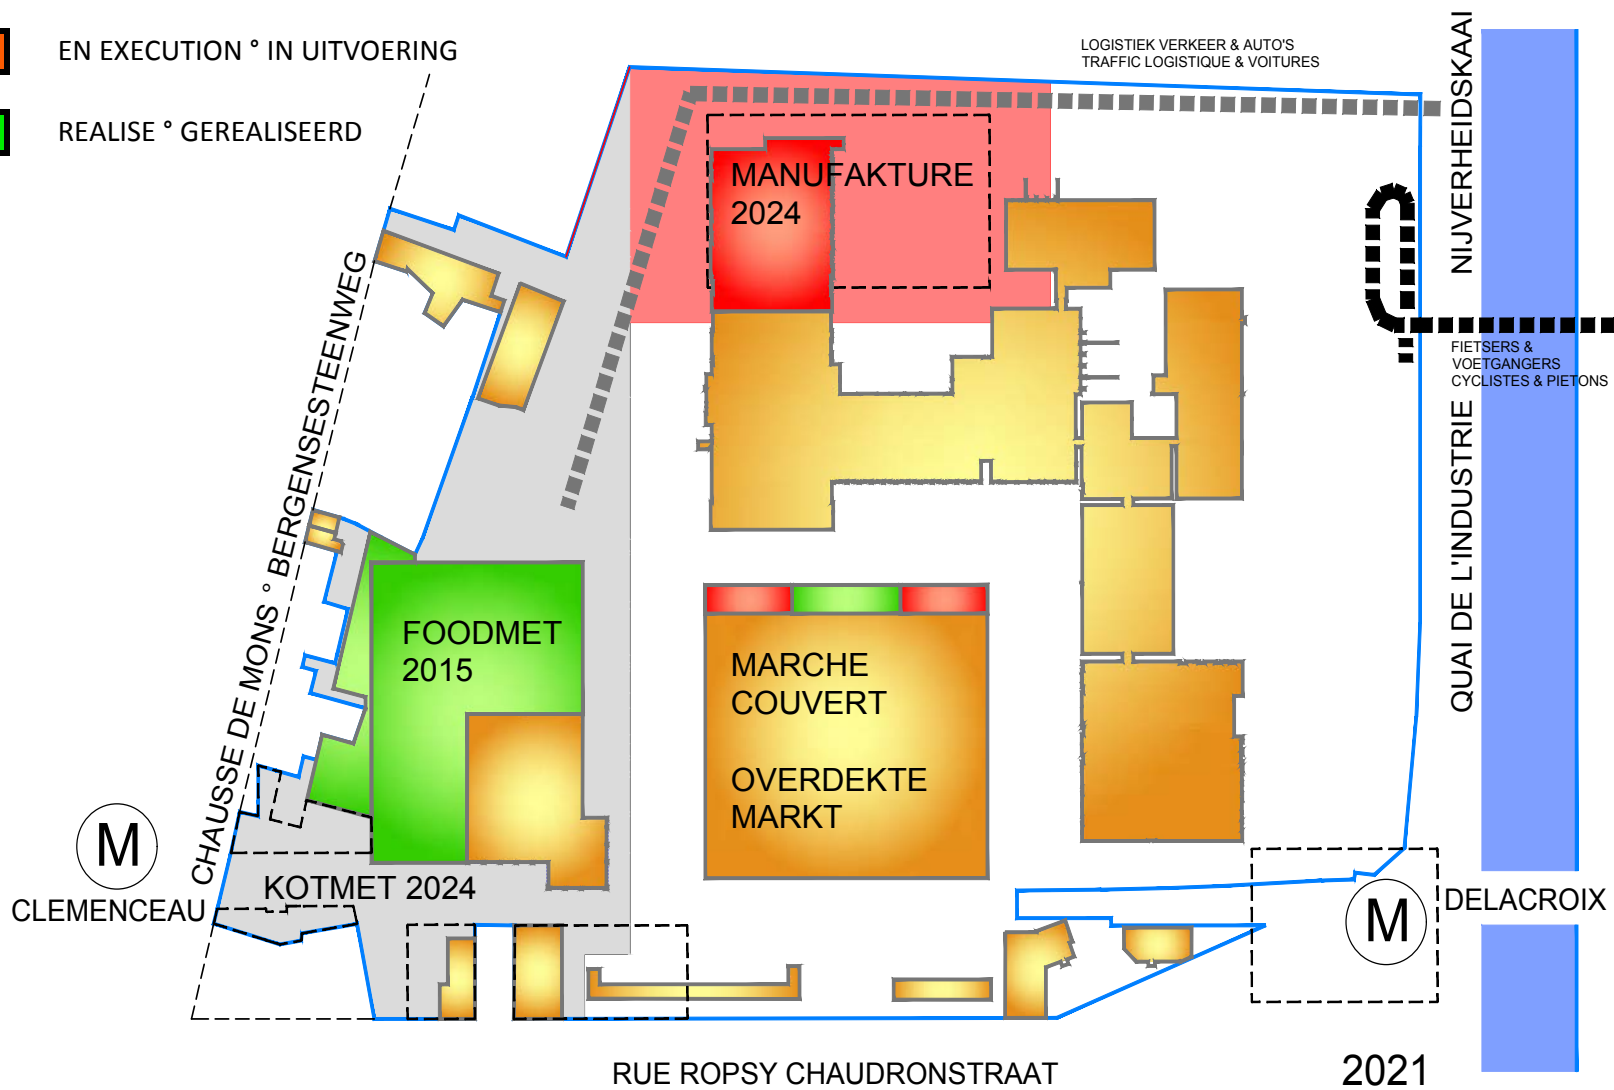 EN EXECUTION ° IN UITVOERING
REALISE ° GEREALISEERD
LOGISTIEK VERKEER & AUTO'S
TRAFFIC LOGISTIQUE & VOITURES
NIJVERHEIDSKAAI
MANUFAKTURE
2024
FIETSERS &
VOETGANGERS
CYCLISTES & PIETONS
CHAUSSE DE MONS ° BERGENSESTEENWEG
QUAI DE L'INDUSTRIE
FOODMET
2015
MARCHE
COUVERT
OVERDEKTE
MARKT
M
CLEMENCEAU
KOTMET 2024
M
DELACROIX
RUE ROPSY CHAUDRONSTRAAT
2021